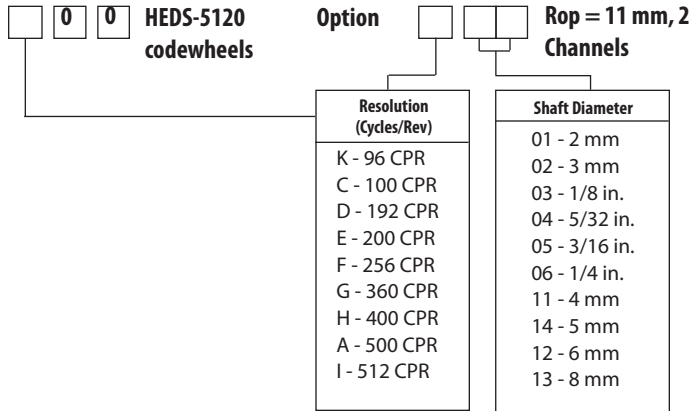 0 0 HEDS-5120 Option Rop = 11 mm, 2
codewheels Channels
Resolution
(Cycles/Rev)
K - 96 CPR
C - 100 CPR
D - 192 CPR
E - 200 CPR
F - 256 CPR
G - 360 CPR
H - 400 CPR
A - 500 CPR
I - 512 CPR
Shaft Diameter
01 - 2 mm
02 - 3 mm
03 - 1/8 in.
04 - 5/32 in.
05 - 3/16 in.
06 - 1/4 in.
11 - 4 mm
14 - 5 mm
12 - 6 mm
13 - 8 mm